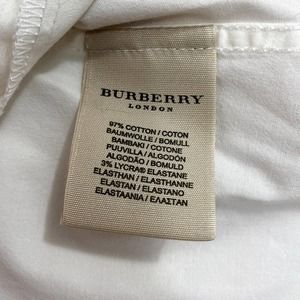 BURBERRY
LONDON
97% COTTON / COTON
BAUMWOLLE / BOMULL
BAMBAKI / COTONE
PUUVILLA / ALGODÓN
ALGODÃO / BOMULD
3% LYCRA® ELASTANE
ELASTHAN / ELASTHANNE
ELASTAN / ELASTANO
ELASTAANIA / ΕΛΑΣΤΑΝ